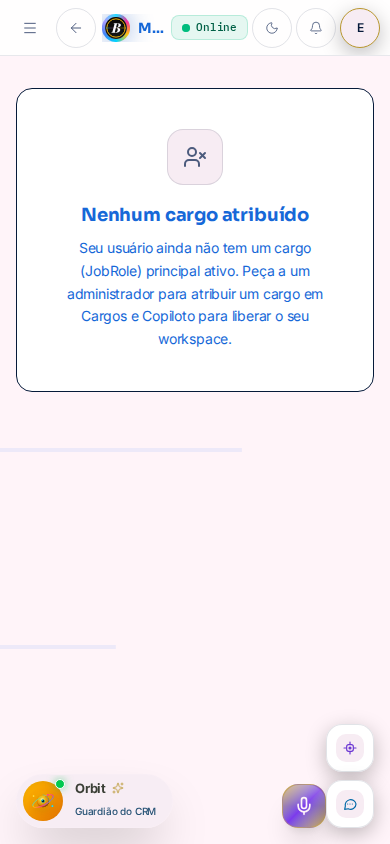 B M... Online E
Nenhum cargo atribuído
Seu usuário ainda não tem um cargo
(JobRole) principal ativo. Peça a um
administrador para atribuir um cargo em
Cargos e Copiloto para liberar o seu
workspace.
Orbit
Guardião do CRM